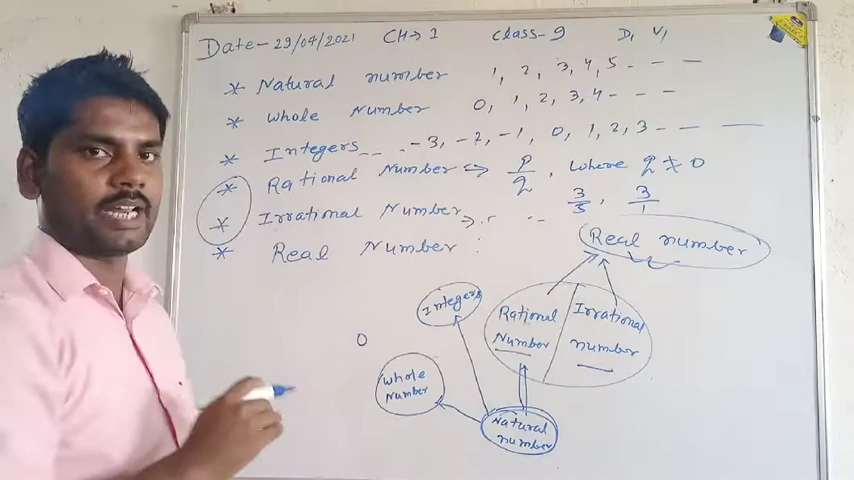 Date- 29/04/2021 CH→1 class-9 D, V,
* Natural number 1, 2, 3, 4, 5 - - -
* Whole Number 0, 1, 2, 3, 4 - - -
* Integers - - - -3, -2, -1, 0, 1, 2, 3 - - -
* Rational Number ⇔ p/q, where q ≠ 0
* Irrational Number → 3/5, 3/1
* Real Number
Real number
Integers
Rational Number
Irrational number
0
Whole Number
Natural number